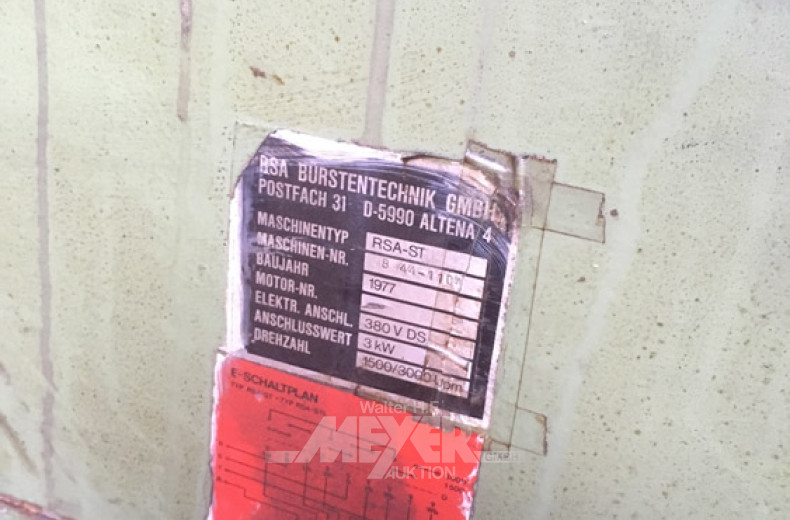 RSA BÜRSTENTECHNIK GMBH
POSTFACH 31 D-5990 ALTENA 4
MASCHINENTYP RSA-ST
MASCHINEN-NR.
BAUJAHR 1977
MOTOR-NR.
ELEKTR. ANSCHL. 380 V DS
ANSCHLUSSWERT 3 kW
DREHZAHL 1500/3000 Upm
E-SCHALTPLAN
Walter H.F.
MEYER
AUKTION